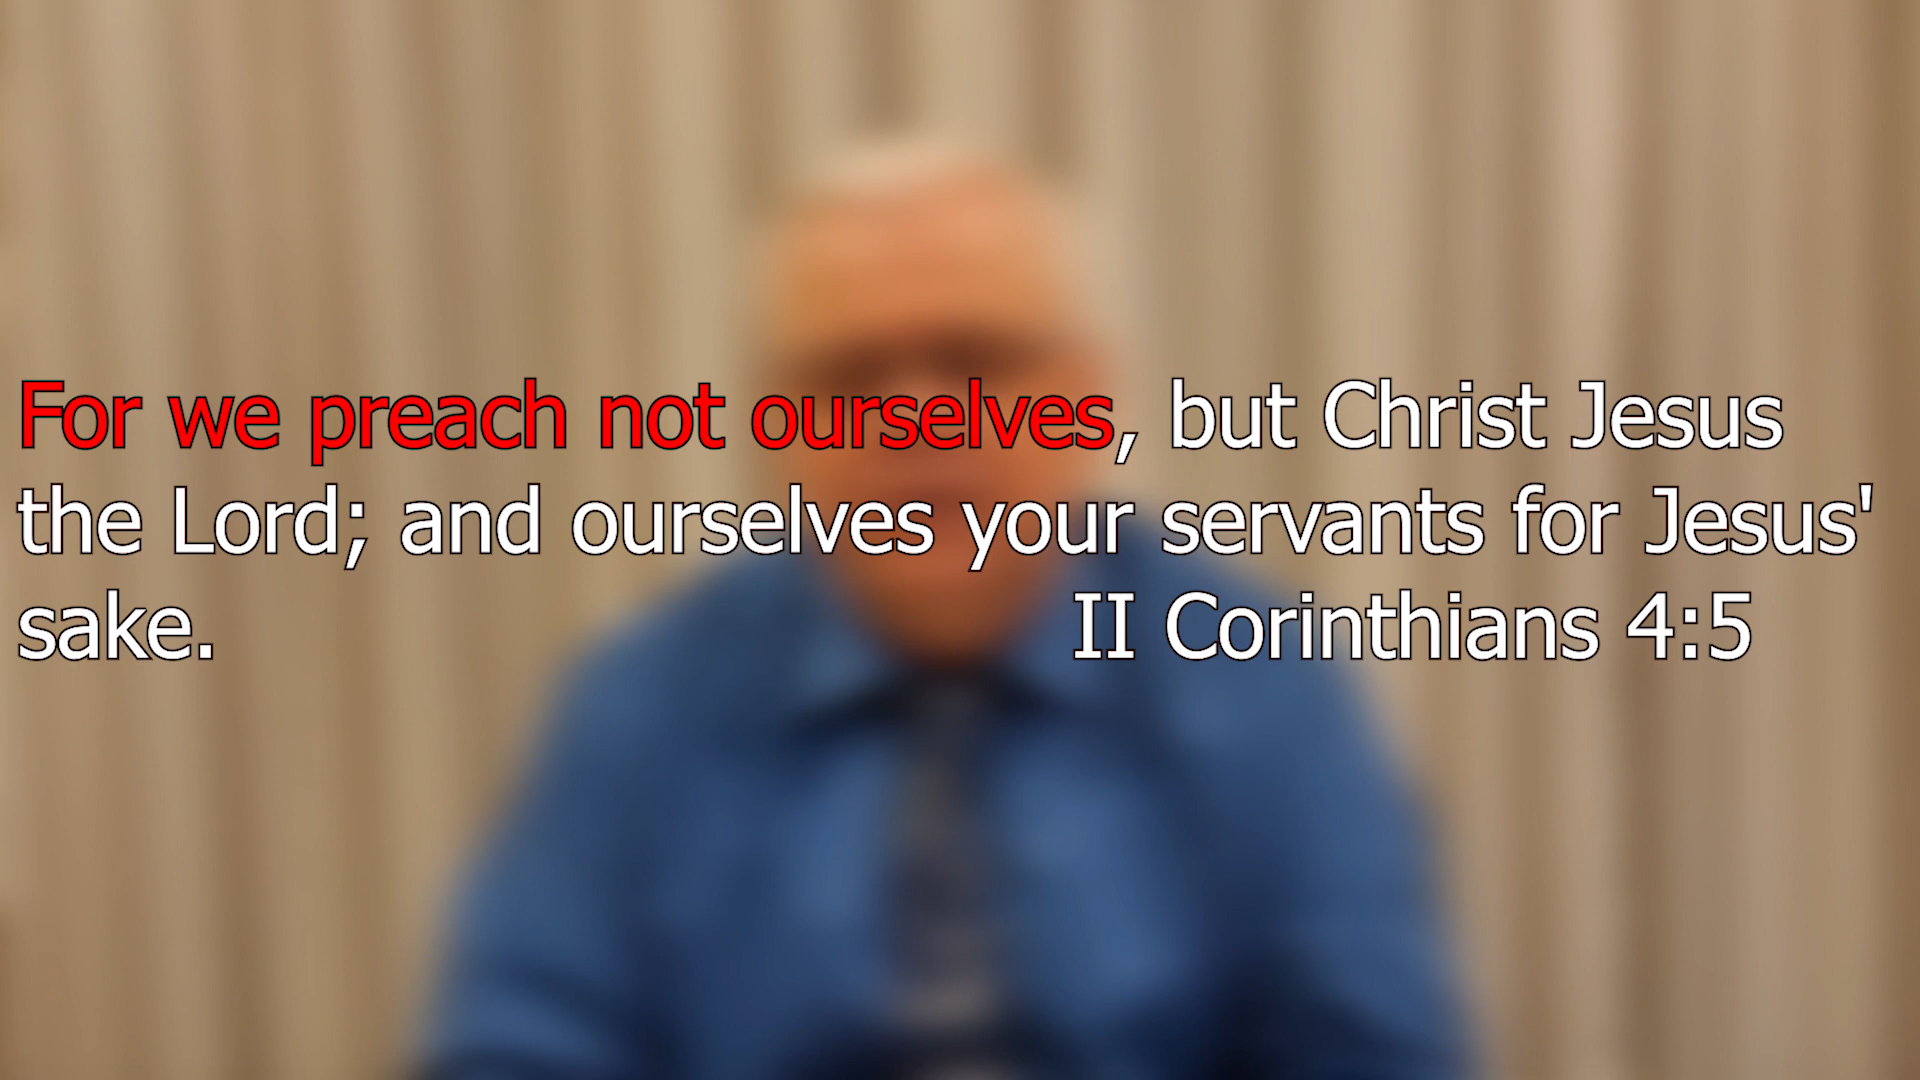 For we preach not ourselves, but Christ Jesus
the Lord; and ourselves your servants for Jesus'
sake. II Corinthians 4:5